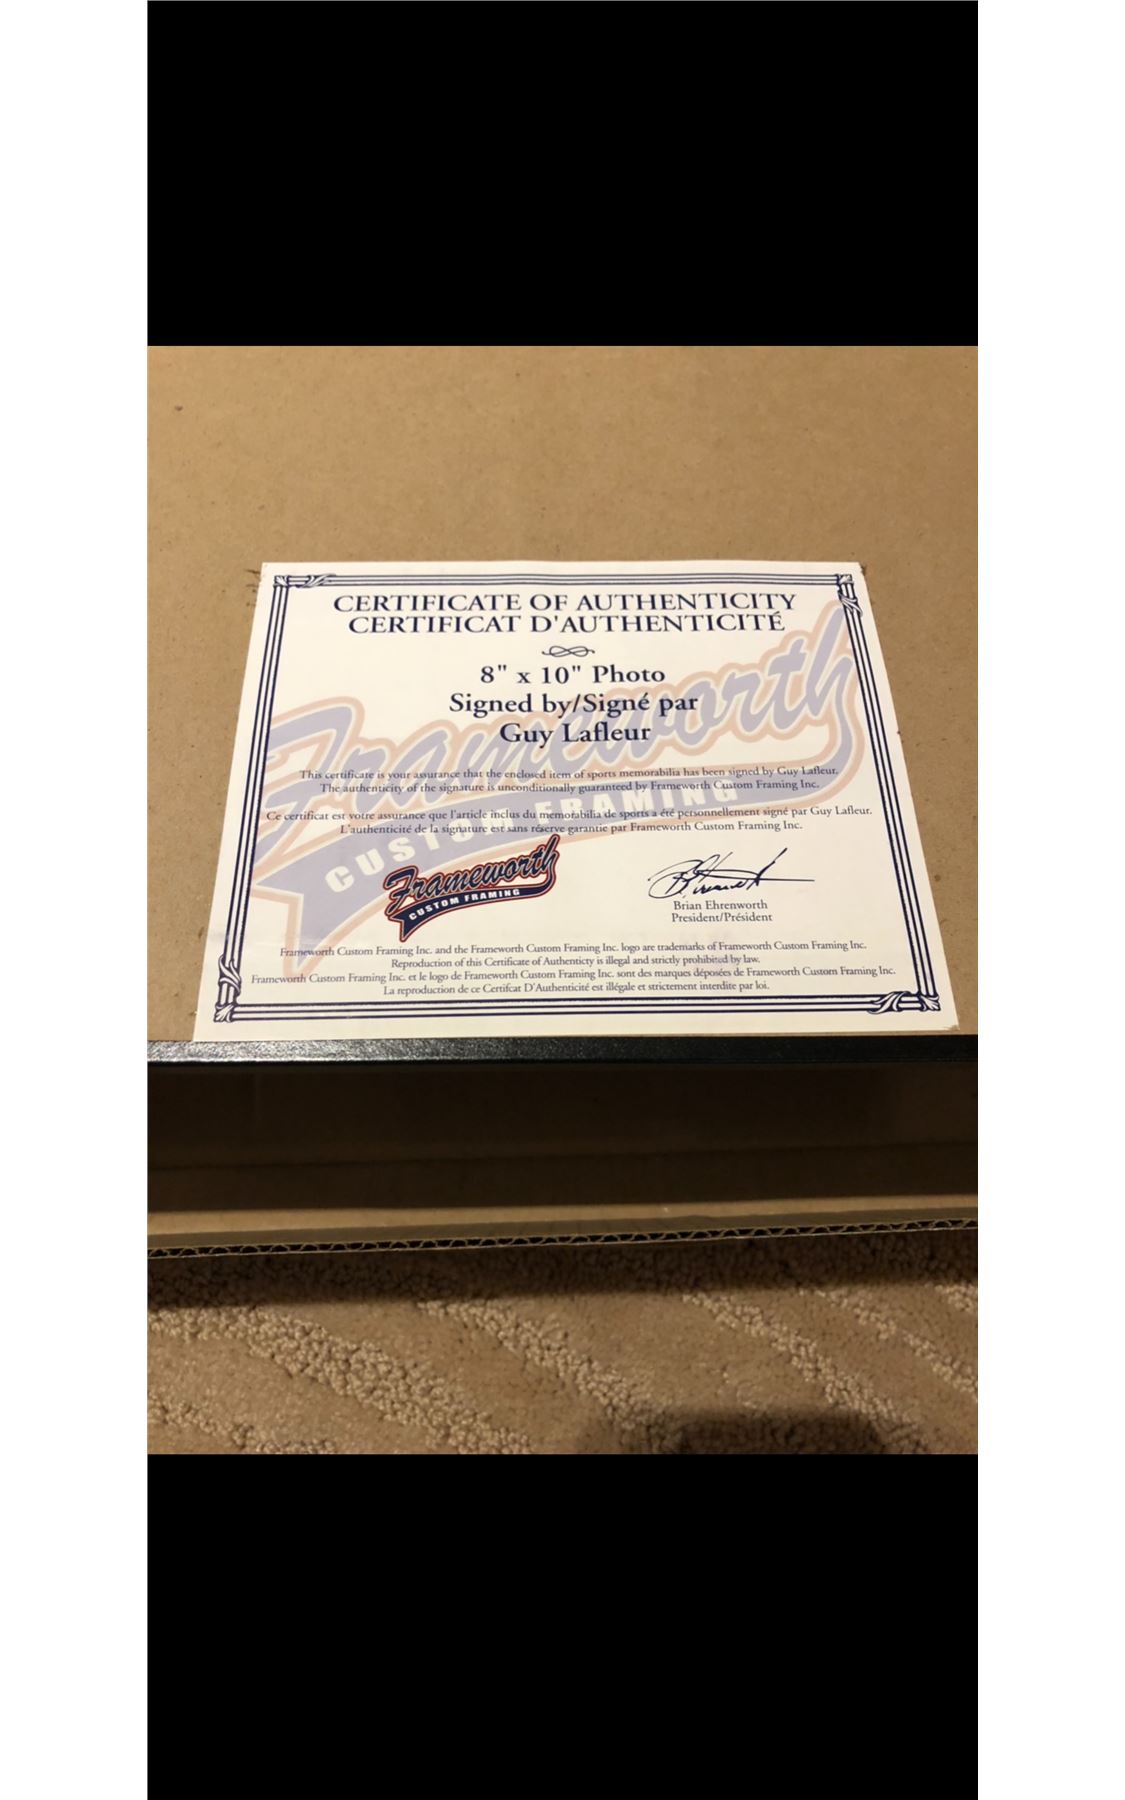 CERTIFICATE OF AUTHENTICITY
CERTIFICAT D'AUTHENTICITÉ
8" x 10" Photo
Signed by/Signé par
Guy Lafleur
Frameworth
CUSTOM FRAMING
This certificate is your assurance that the enclosed item of sports memorabilia has been signed by Guy Lafleur.
The authenticity of the signature is unconditionally guaranteed by Frameworth Custom Framing Inc.
Ce certificat est votre assurance que l'article inclus du memorabilia de sports a été personnellement signé par Guy Lafleur.
L'authenticité de la signature est sans réserve garantie par Frameworth Custom Framing Inc.
Frameworth
CUSTOM FRAMING
Brian Ehrenworth
President/Président
Frameworth Custom Framing Inc. and the Frameworth Custom Framing Inc. logo are trademarks of Frameworth Custom Framing Inc.
Reproduction of this Certificate of Authenticty is illegal and strictly prohibited by law.
Frameworth Custom Framing Inc. et le logo de Frameworth Custom Framing Inc. sont des marques déposées de Frameworth Custom Framing Inc.
La reproduction de ce Certifcat D'Authenticité est illégale et strictement interdite par loi.